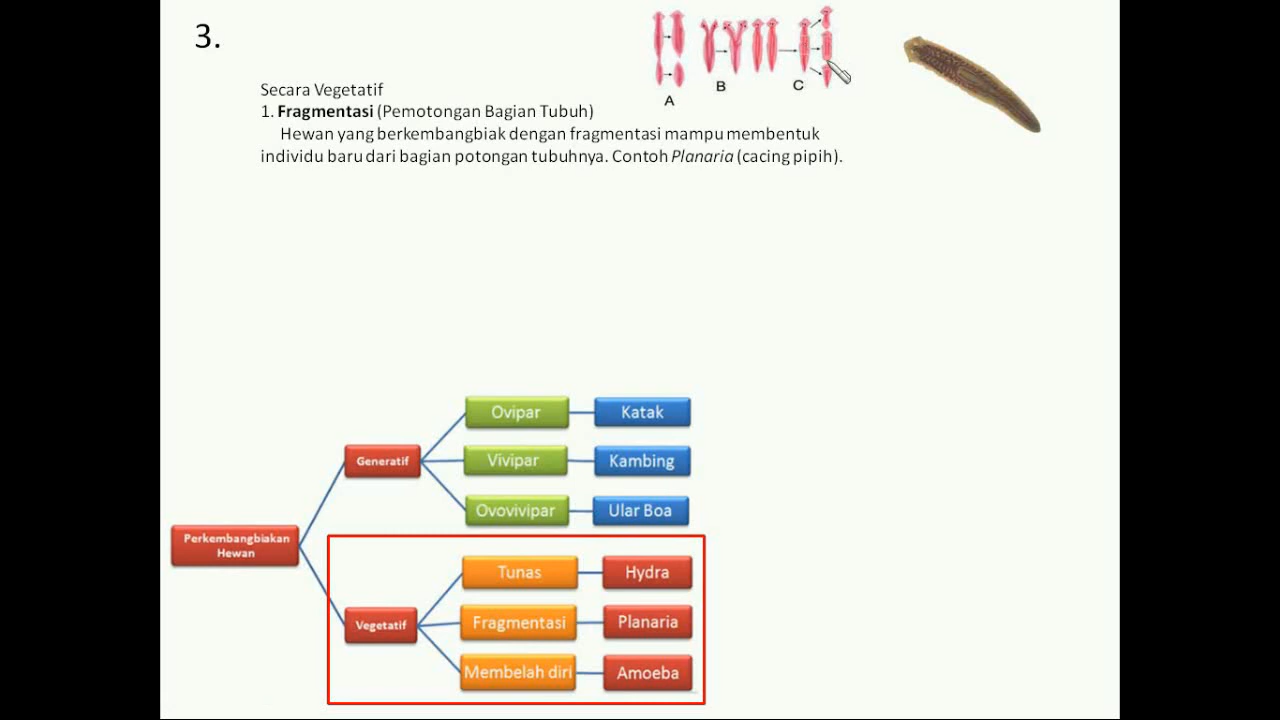 3.
A
B
C
Secara Vegetatif
1. Fragmentasi (Pemotongan Bagian Tubuh)
Hewan yang berkembangbiak dengan fragmentasi mampu membentuk
individu baru dari bagian potongan tubuhnya. Contoh Planaria (cacing pipih).
Perkembangbiakan
Hewan
Generatif
Ovipar
Katak
Vivipar
Kambing
Ovovivipar
Ular Boa
Vegetatif
Tunas
Hydra
Fragmentasi
Planaria
Membelah diri
Amoeba